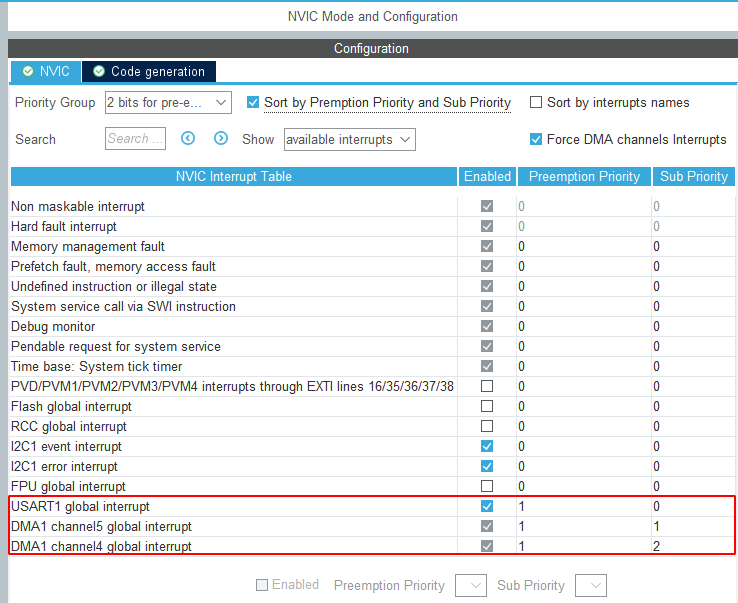 NVIC Mode and Configuration
Configuration
NVIC Code generation
Priority Group 2 bits for pre-e... Sort by Premption Priority and Sub Priority Sort by interrupts names
Search Search ... Show available interrupts Force DMA channels Interrupts
NVIC Interrupt Table Enabled Preemption Priority Sub Priority
Non maskable interrupt 0 0
Hard fault interrupt 0 0
Memory management fault 0 0
Prefetch fault, memory access fault 0 0
Undefined instruction or illegal state 0 0
System service call via SWI instruction 0 0
Debug monitor 0 0
Pendable request for system service 0 0
Time base: System tick timer 0 0
PVD/PVM1/PVM2/PVM3/PVM4 interrupts through EXTI lines 16/35/36/37/38 0 0
Flash global interrupt 0 0
RCC global interrupt 0 0
I2C1 event interrupt 0 0
I2C1 error interrupt 0 0
FPU global interrupt 0 0
USART1 global interrupt 1 0
DMA1 channel5 global interrupt 1 1
DMA1 channel4 global interrupt 1 2
Enabled Preemption Priority Sub Priority